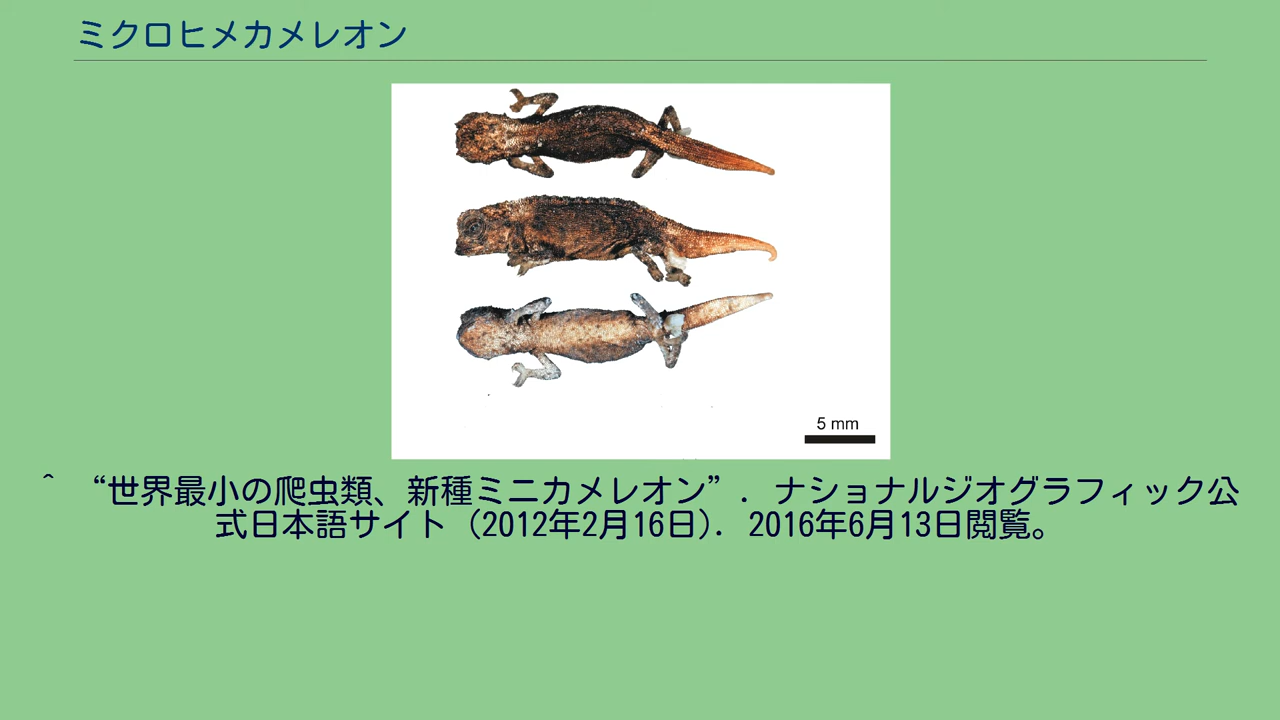 ミクロヒメカメレオン
5 mm
^ “世界最小の爬虫類、新種ミニカメレオン”. ナショナルジオグラフィック公
式日本語サイト (2012年2月16日). 2016年6月13日閲覧。